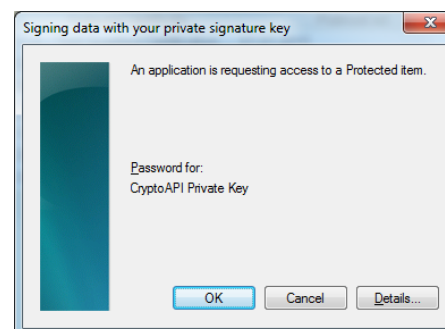 Signing data with your private signature key
An application is requesting access to a Protected item.
Password for:
CryptoAPI Private Key
OK
Cancel
Details...